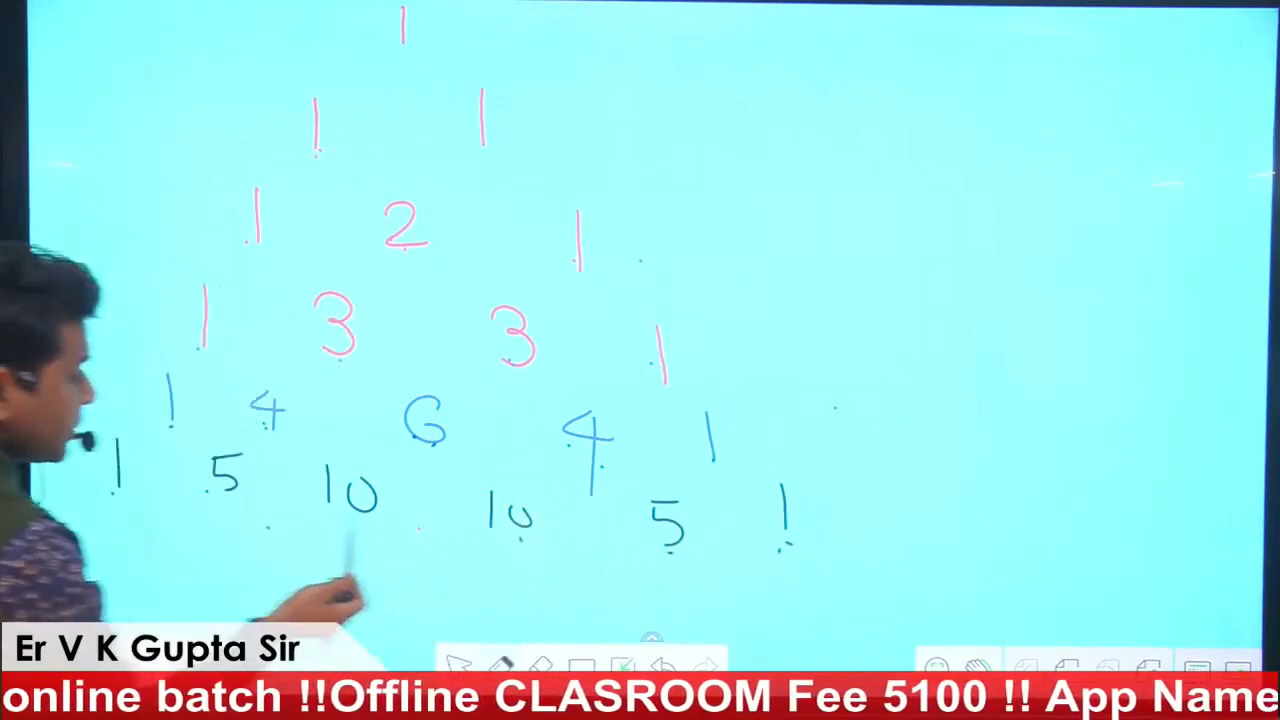 1
1 1
1 2 1
1 3 3 1
1 4 6 4 1
1 5 10 10 5 1
Er V K Gupta Sir
online batch !!Offline CLASROOM Fee 5100 !! App Name